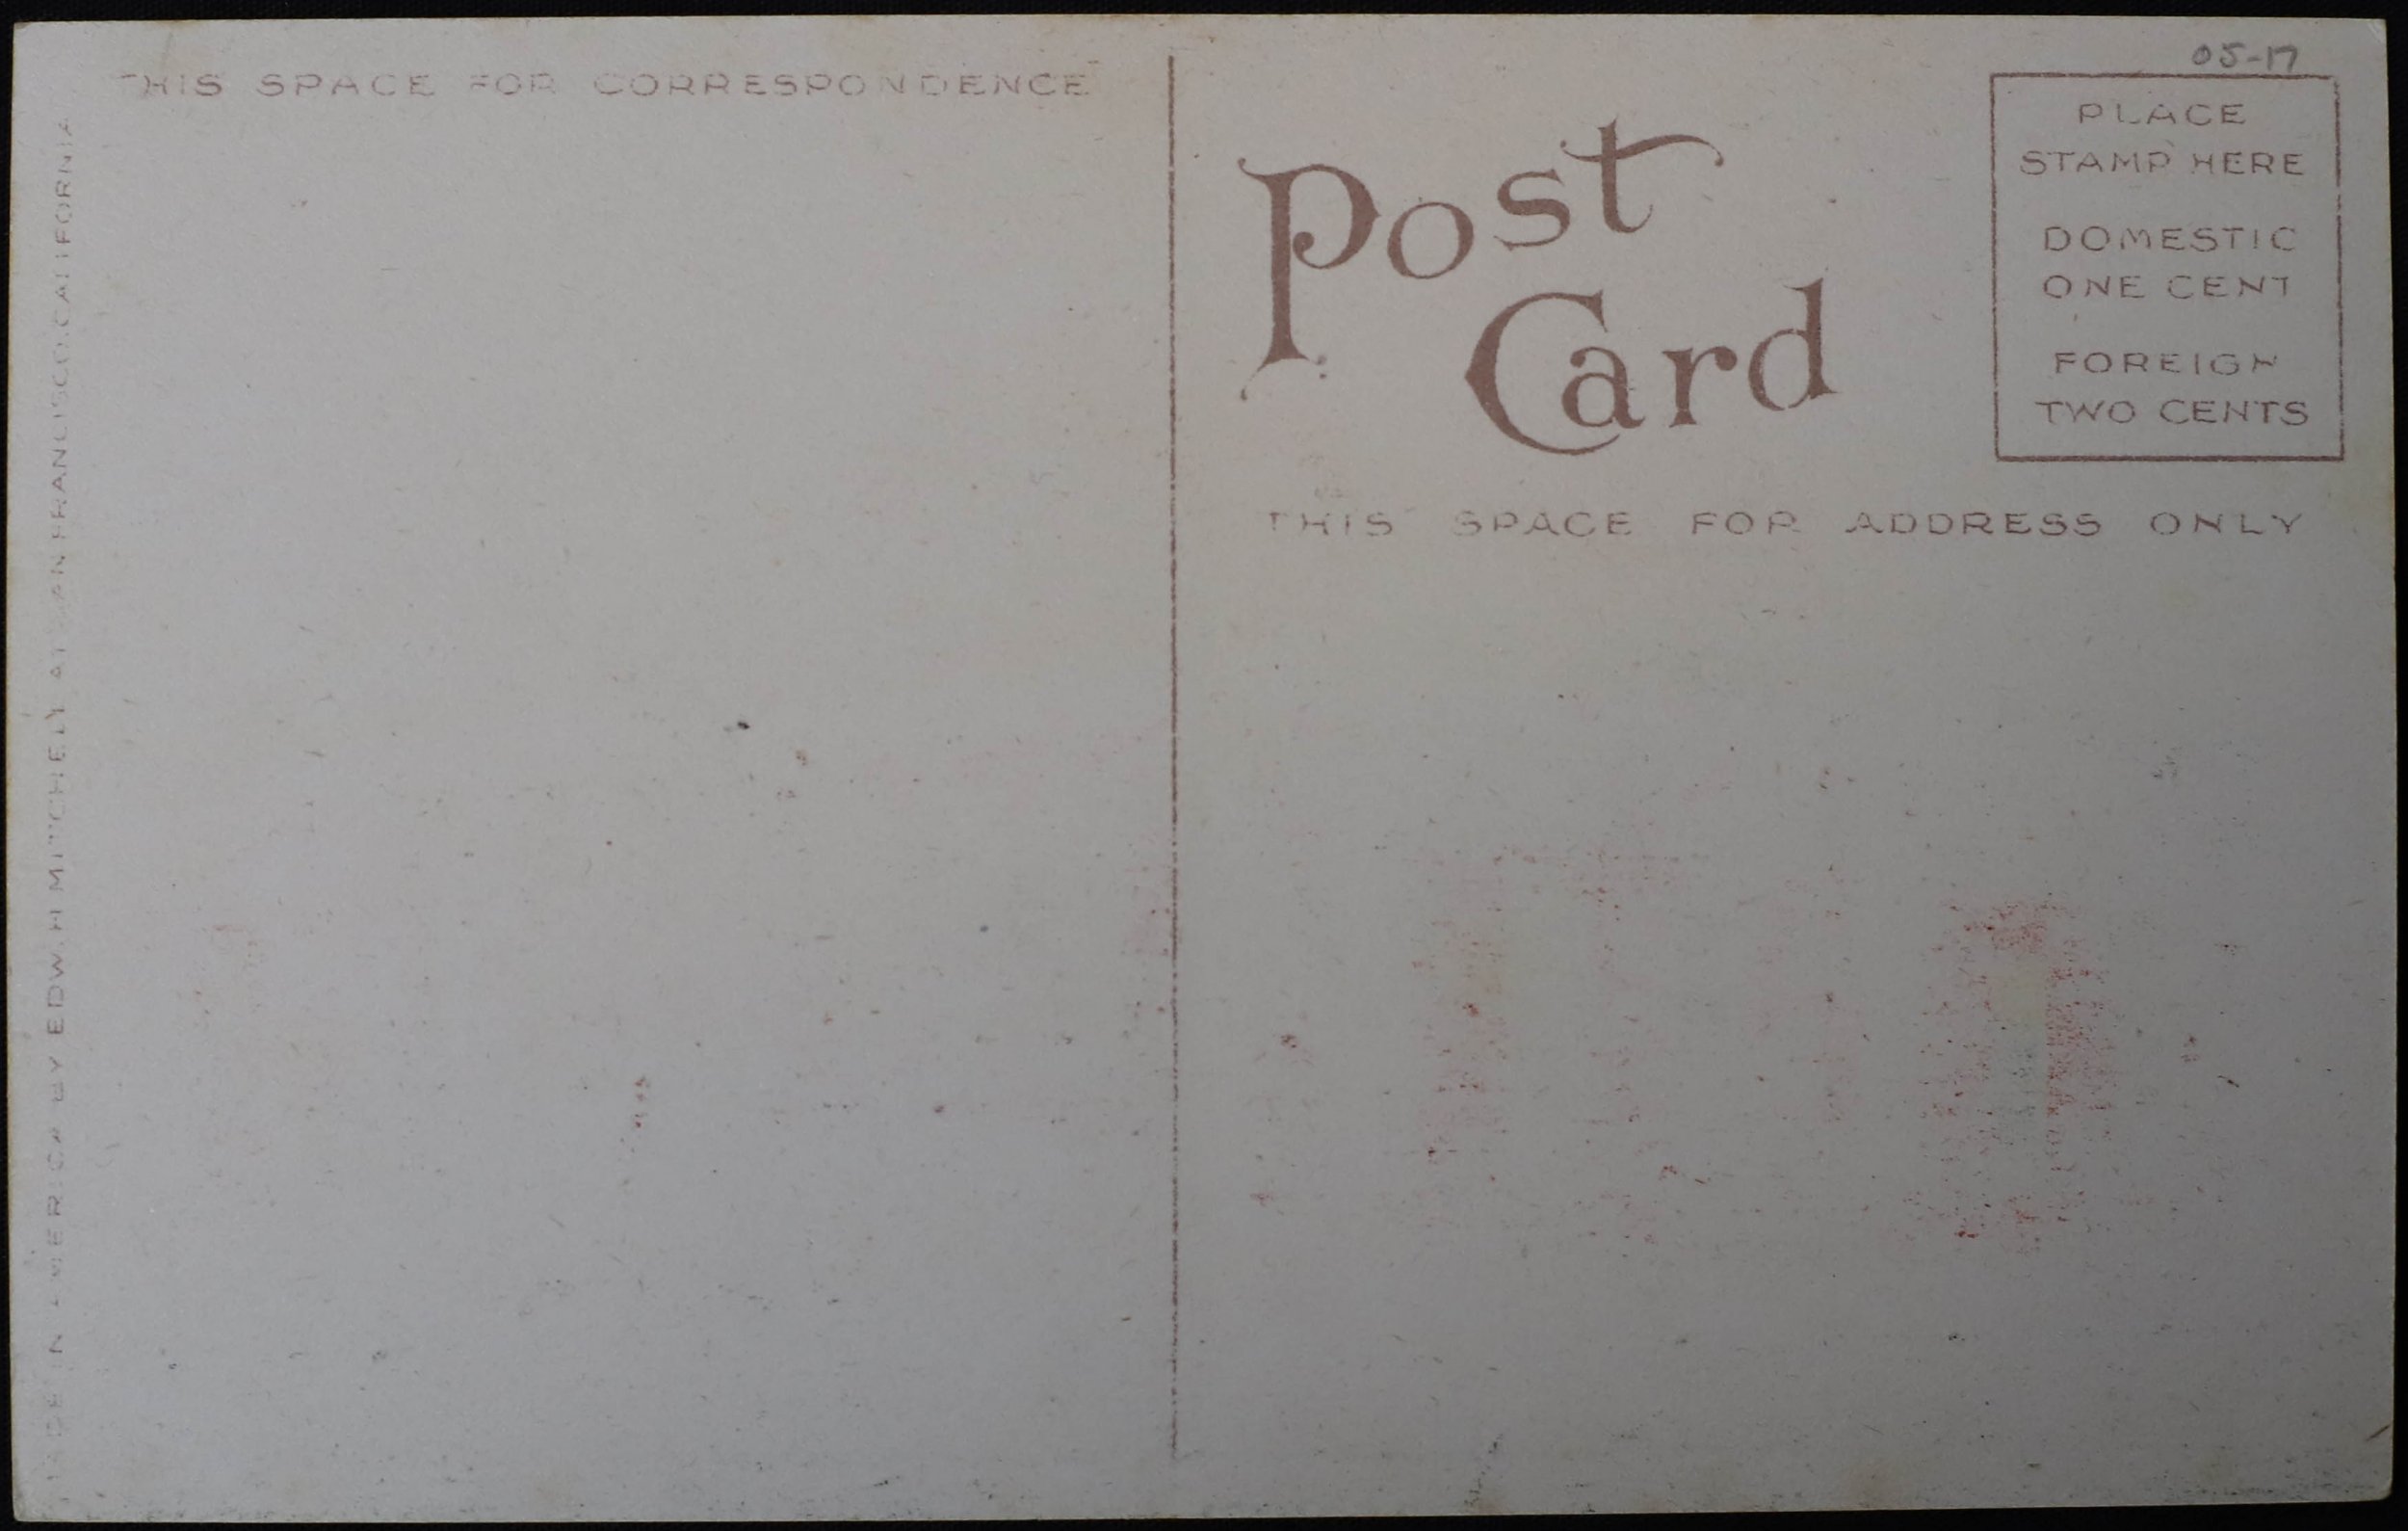 05-17
THIS SPACE FOR CORRESPONDENCE
Post
Card
PLACE
STAMP HERE
DOMESTIC
ONE CENT
FOREIGN
TWO CENTS
THIS SPACE FOR ADDRESS ONLY
MADE IN AMERICA BY EDW. H. MITCHELL AT SAN FRANCISCO, CALIFORNIA